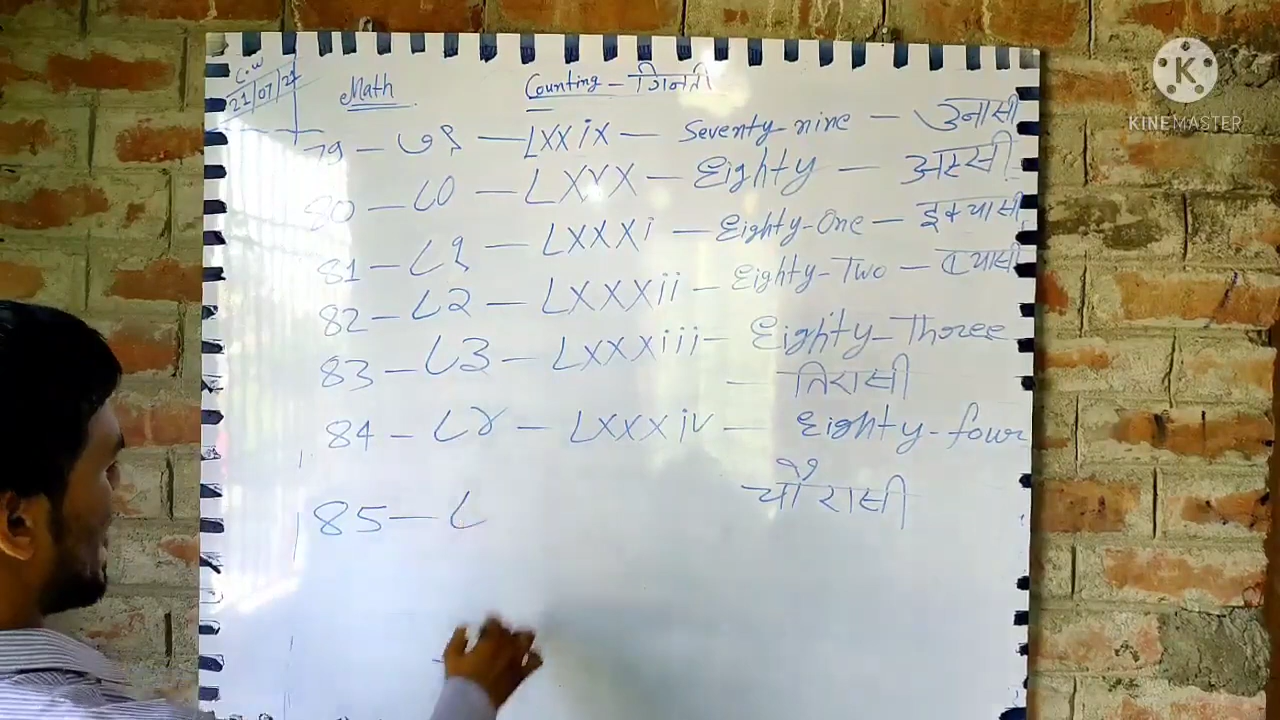 C.W
21/07/21
Math
Counting - गिनती
79 - ७९ - LXXix - Seventy-nine - उनासी
80 - ८० - LXXX - Eighty - अस्सी
81 - ८१ - LXXXi - Eighty-One - इक्यासी
82 - ८२ - LXXXii - Eighty-Two - बयासी
83 - ८३ - LXXXiii - Eighty-Three
- तिरासी
84 - ८४ - LXXXiv - Eighty-four
चौरासी
85 - ८
K
KINEMASTER